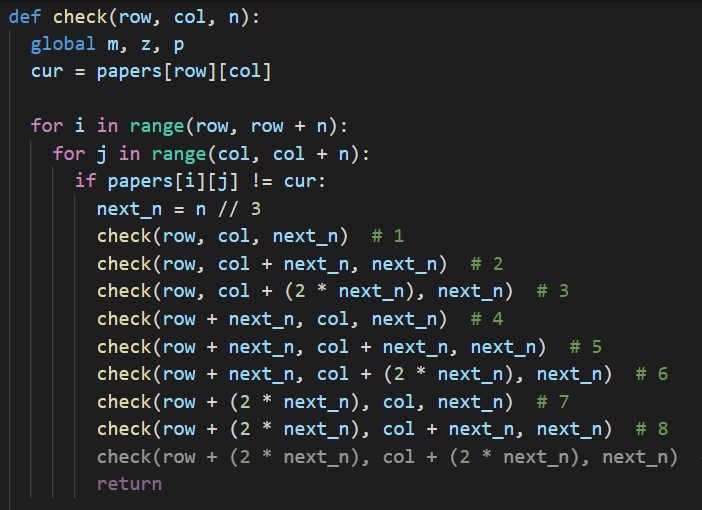 def check(row, col, n):
  global m, z, p
  cur = papers[row][col]

  for i in range(row, row + n):
    for j in range(col, col + n):
      if papers[i][j] != cur:
        next_n = n // 3
        check(row, col, next_n)  # 1
        check(row, col + next_n, next_n)  # 2
        check(row, col + (2 * next_n), next_n)  # 3
        check(row + next_n, col, next_n)  # 4
        check(row + next_n, col + next_n, next_n)  # 5
        check(row + next_n, col + (2 * next_n), next_n)  # 6
        check(row + (2 * next_n), col, next_n)  # 7
        check(row + (2 * next_n), col + next_n, next_n)  # 8
        check(row + (2 * next_n), col + (2 * next_n), next_n)
        return